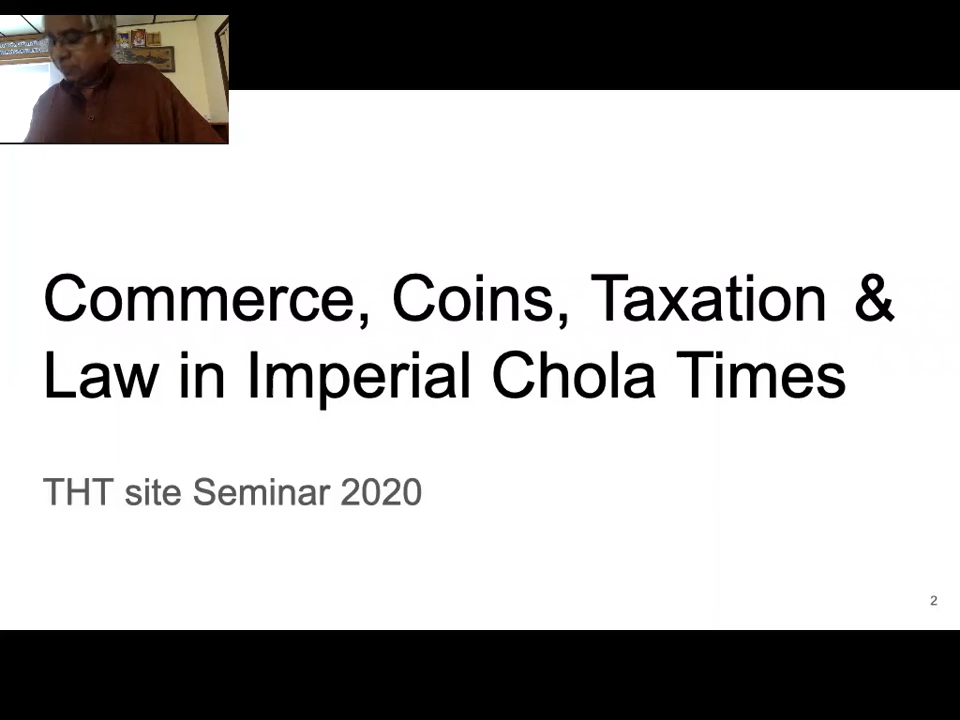 Commerce, Coins, Taxation &
Law in Imperial Chola Times
THT site Seminar 2020
2